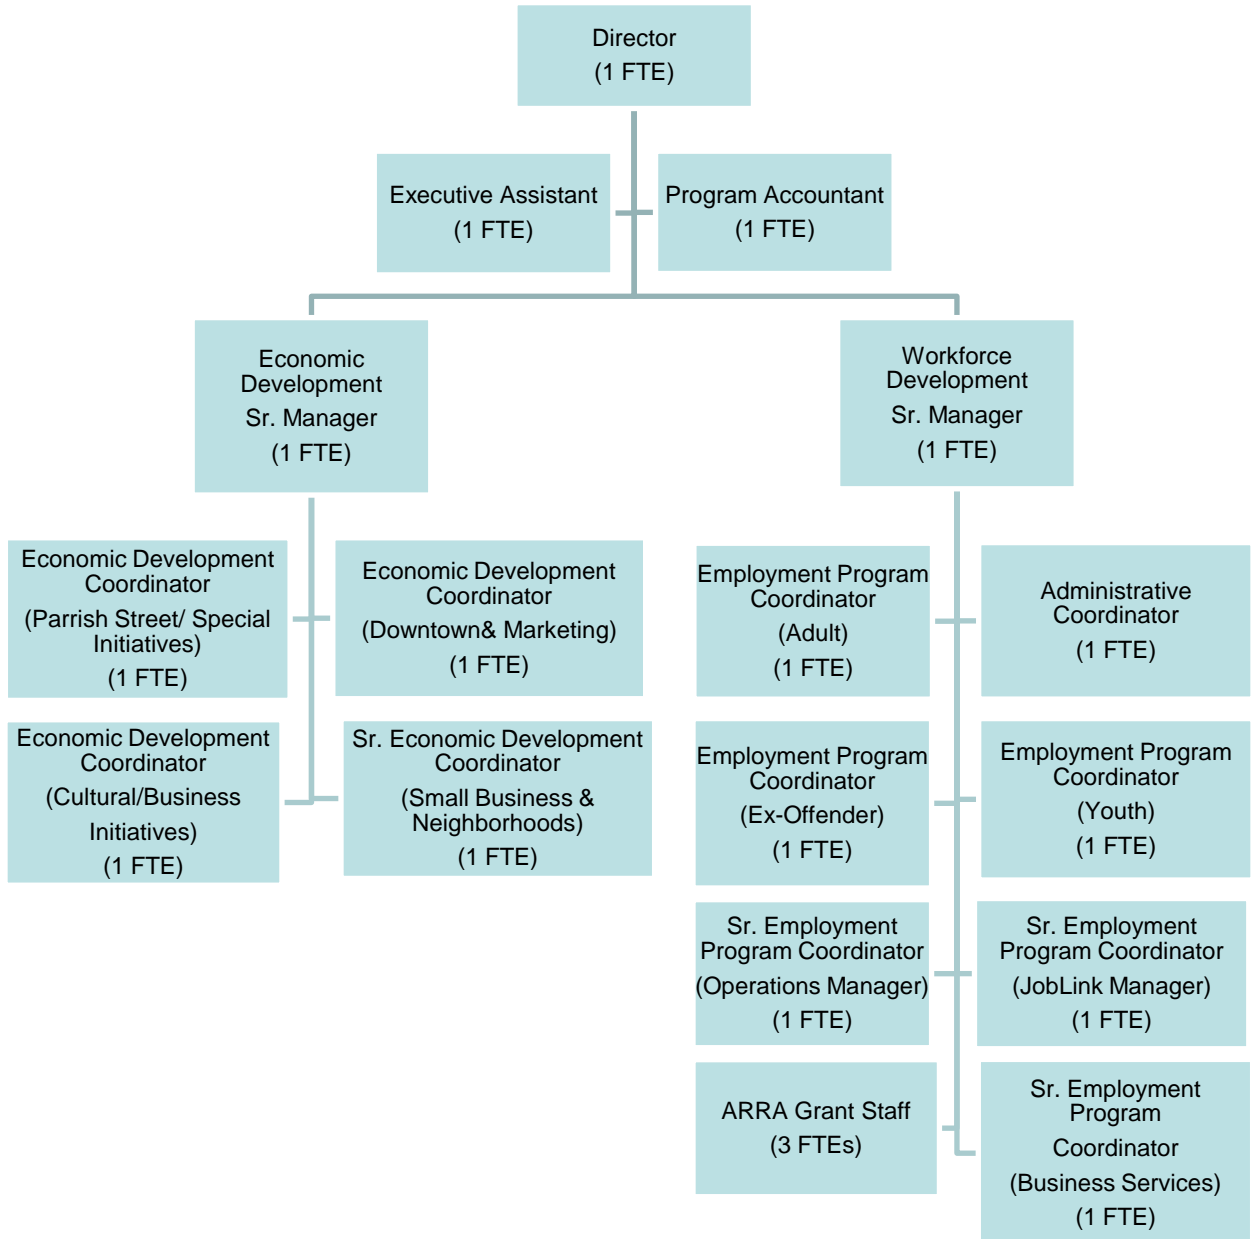 Director
(1 FTE)
Executive Assistant
(1 FTE)
Program Accountant
(1 FTE)
Economic
Development
Sr. Manager
(1 FTE)
Workforce
Development
Sr. Manager
(1 FTE)
Economic Development
Coordinator
(Parrish Street/ Special
Initiatives)
(1 FTE)
Economic Development
Coordinator
(Downtown& Marketing)
(1 FTE)
Employment Program
Coordinator
(Adult)
(1 FTE)
Administrative
Coordinator
(1 FTE)
Economic Development
Coordinator
(Cultural/Business
Initiatives)
(1 FTE)
Sr. Economic Development
Coordinator
(Small Business &
Neighborhoods)
(1 FTE)
Employment Program
Coordinator
(Ex-Offender)
(1 FTE)
Employment Program
Coordinator
(Youth)
(1 FTE)
Sr. Employment
Program Coordinator
(Operations Manager)
(1 FTE)
Sr. Employment
Program Coordinator
(JobLink Manager)
(1 FTE)
ARRA Grant Staff
(3 FTEs)
Sr. Employment
Program
Coordinator
(Business Services)
(1 FTE)